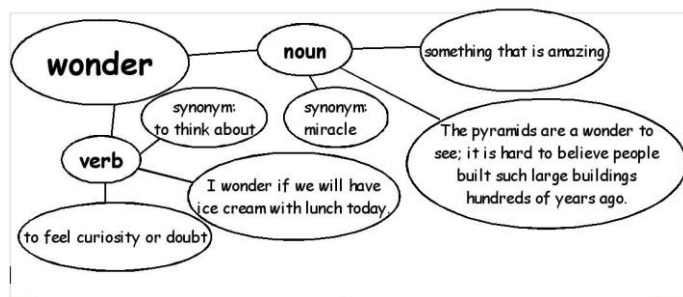 wonder
noun
something that is amazing
synonym:
to think about
synonym:
miracle
The pyramids are a wonder to
see; it is hard to believe people
built such large buildings
hundreds of years ago.
verb
I wonder if we will have
ice cream with lunch today.
to feel curiosity or doubt